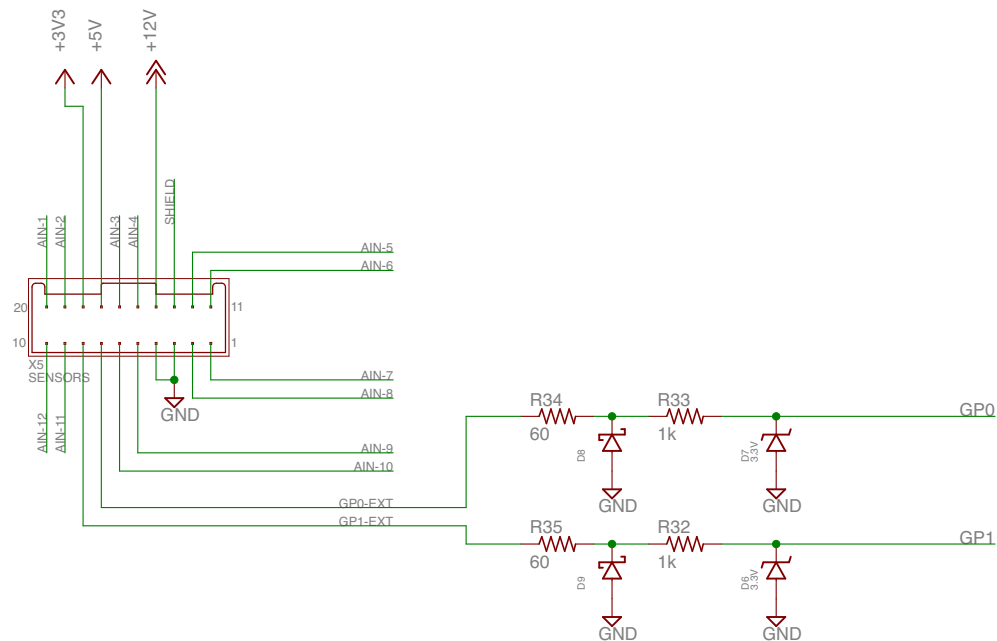 +3V3
+5V
+12V
AIN-1
AIN-2
AIN-3
AIN-4
SHIELD
AIN-5
AIN-6
20
11
10
1
X5
SENSORS
AIN-7
AIN-8
GND
AIN-12
AIN-11
AIN-9
AIN-10
GP0-EXT
GP1-EXT
R34
60
R33
1k
GP0
D8
D7
3.3V
GND
GND
R35
60
R32
1k
GP1
D9
D6
3.3V
GND
GND